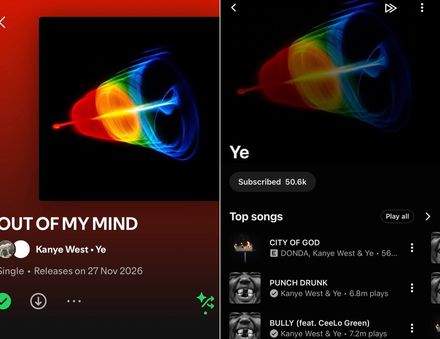 OUT OF MY MIND
Kanye West • Ye
Single • Releases on 27 Nov 2026
Ye
Subscribed 50.6k
Top songs
Play all
CITY OF GOD
E DONDA, Kanye West & Ye • 56...
PUNCH DRUNK
Kanye West & Ye • 6.8m plays
BULLY (feat. CeeLo Green)
Kanye West & Ye • 7.2m plays